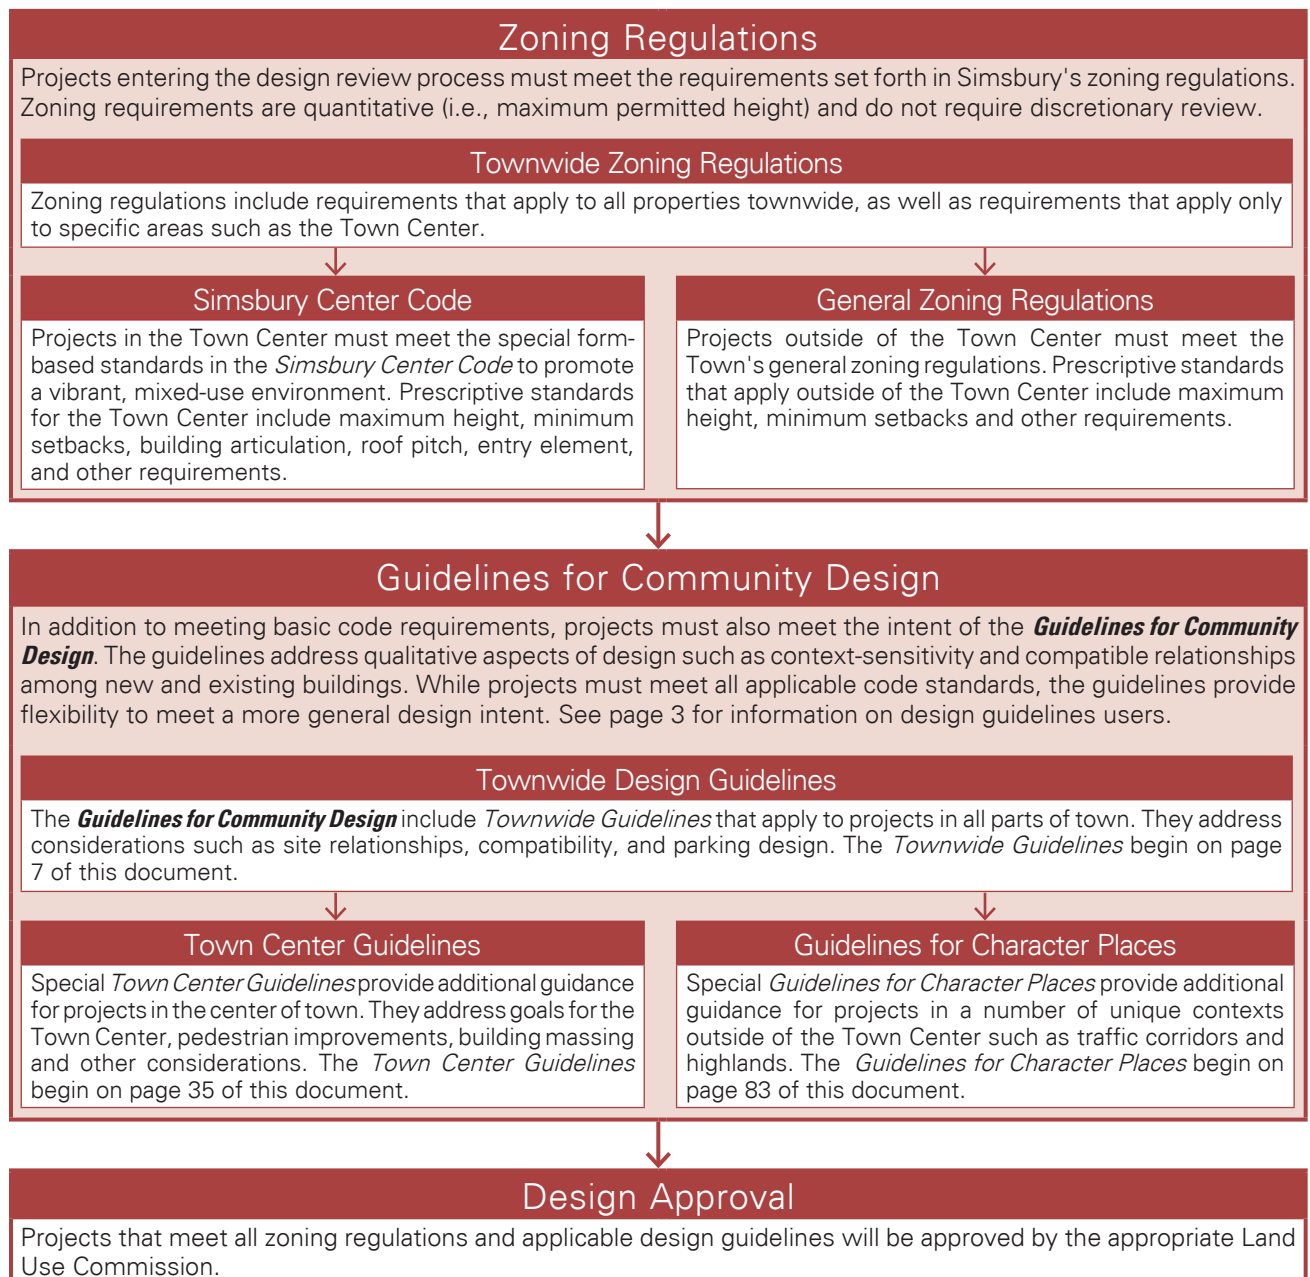 Zoning Regulations
Projects entering the design review process must meet the requirements set forth in Simsbury's zoning regulations.
Zoning requirements are quantitative (i.e., maximum permitted height) and do not require discretionary review.
Townwide Zoning Regulations
Zoning regulations include requirements that apply to all properties townwide, as well as requirements that apply only
to specific areas such as the Town Center.
Simsbury Center Code
Projects in the Town Center must meet the special form-
based standards in the Simsbury Center Code to promote
a vibrant, mixed-use environment. Prescriptive standards
for the Town Center include maximum height, minimum
setbacks, building articulation, roof pitch, entry element,
and other requirements.
General Zoning Regulations
Projects outside of the Town Center must meet the
Town's general zoning regulations. Prescriptive standards
that apply outside of the Town Center include maximum
height, minimum setbacks and other requirements.
Guidelines for Community Design
In addition to meeting basic code requirements, projects must also meet the intent of the Guidelines for Community
Design. The guidelines address qualitative aspects of design such as context-sensitivity and compatible relationships
among new and existing buildings. While projects must meet all applicable code standards, the guidelines provide
flexibility to meet a more general design intent. See page 3 for information on design guidelines users.
Townwide Design Guidelines
The Guidelines for Community Design include Townwide Guidelines that apply to projects in all parts of town. They address
considerations such as site relationships, compatibility, and parking design. The Townwide Guidelines begin on page
7 of this document.
Town Center Guidelines
Special Town Center Guidelines provide additional guidance
for projects in the center of town. They address goals for the
Town Center, pedestrian improvements, building massing
and other considerations. The Town Center Guidelines
begin on page 35 of this document.
Guidelines for Character Places
Special Guidelines for Character Places provide additional
guidance for projects in a number of unique contexts
outside of the Town Center such as traffic corridors and
highlands. The Guidelines for Character Places begin on
page 83 of this document.
Design Approval
Projects that meet all zoning regulations and applicable design guidelines will be approved by the appropriate Land
Use Commission.